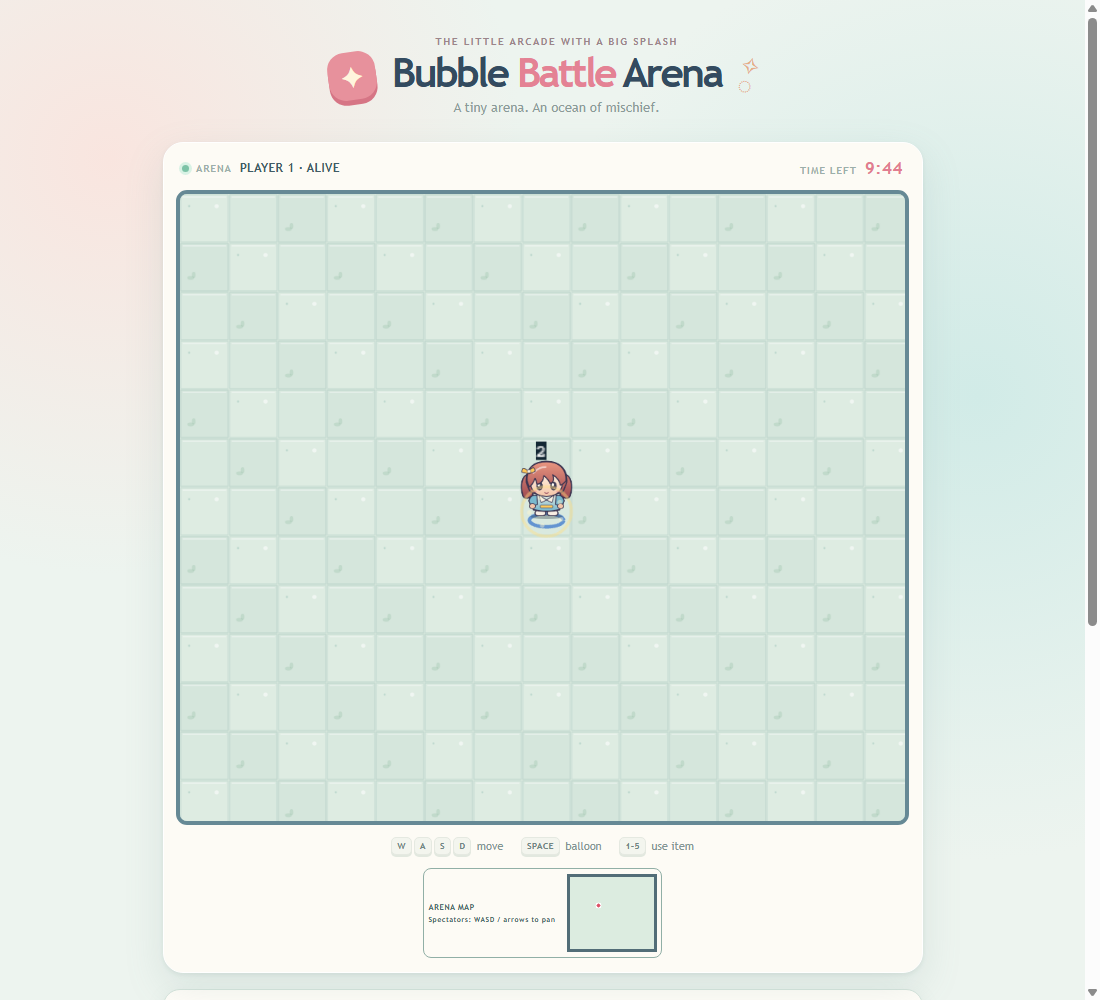 THE LITTLE ARCADE WITH A BIG SPLASH
Bubble Battle Arena
A tiny arena. An ocean of mischief.
ARENA PLAYER 1 · ALIVE
TIME LEFT 9:44
2
W A S D move SPACE balloon 1-5 use item
ARENA MAP
Spectators: WASD / arrows to pan